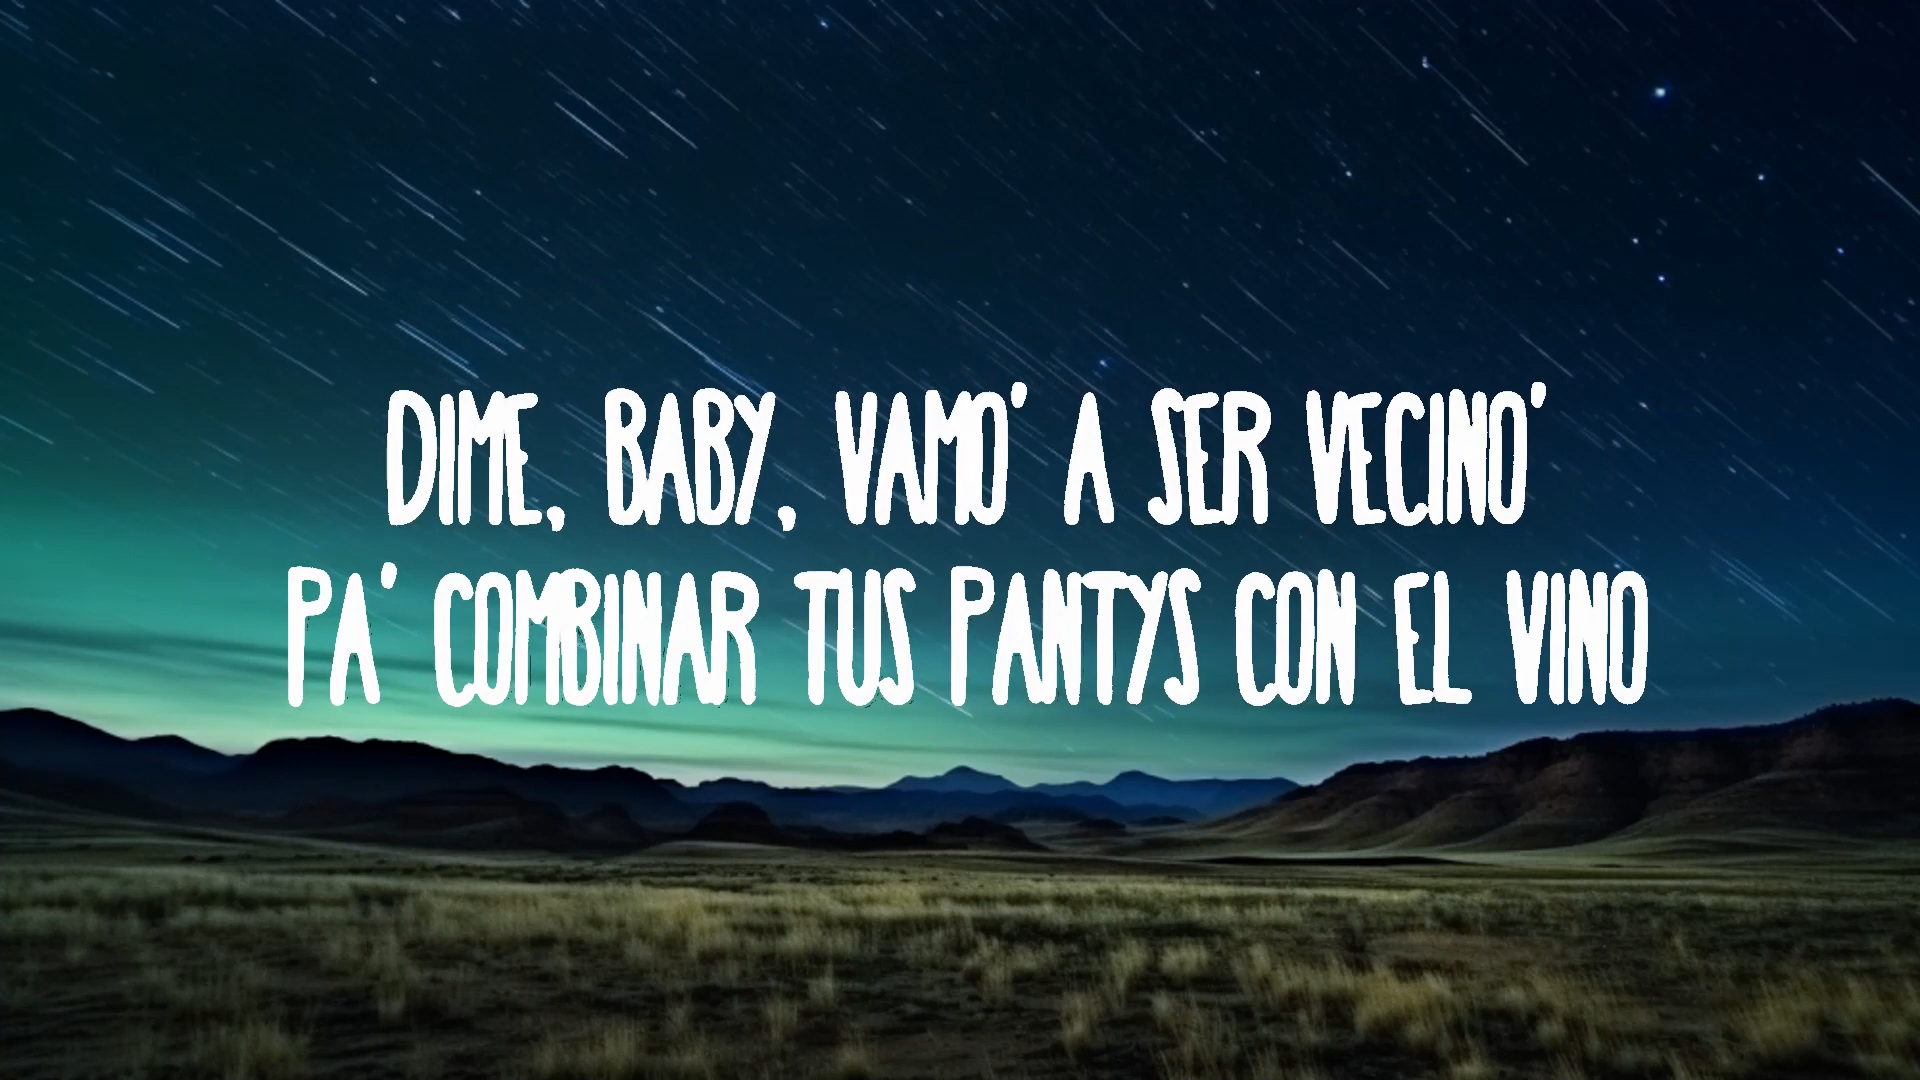 DIME, BABY, VAMO' A SER VECINO'
PA' COMBINAR TUS PANTYS CON EL VINO